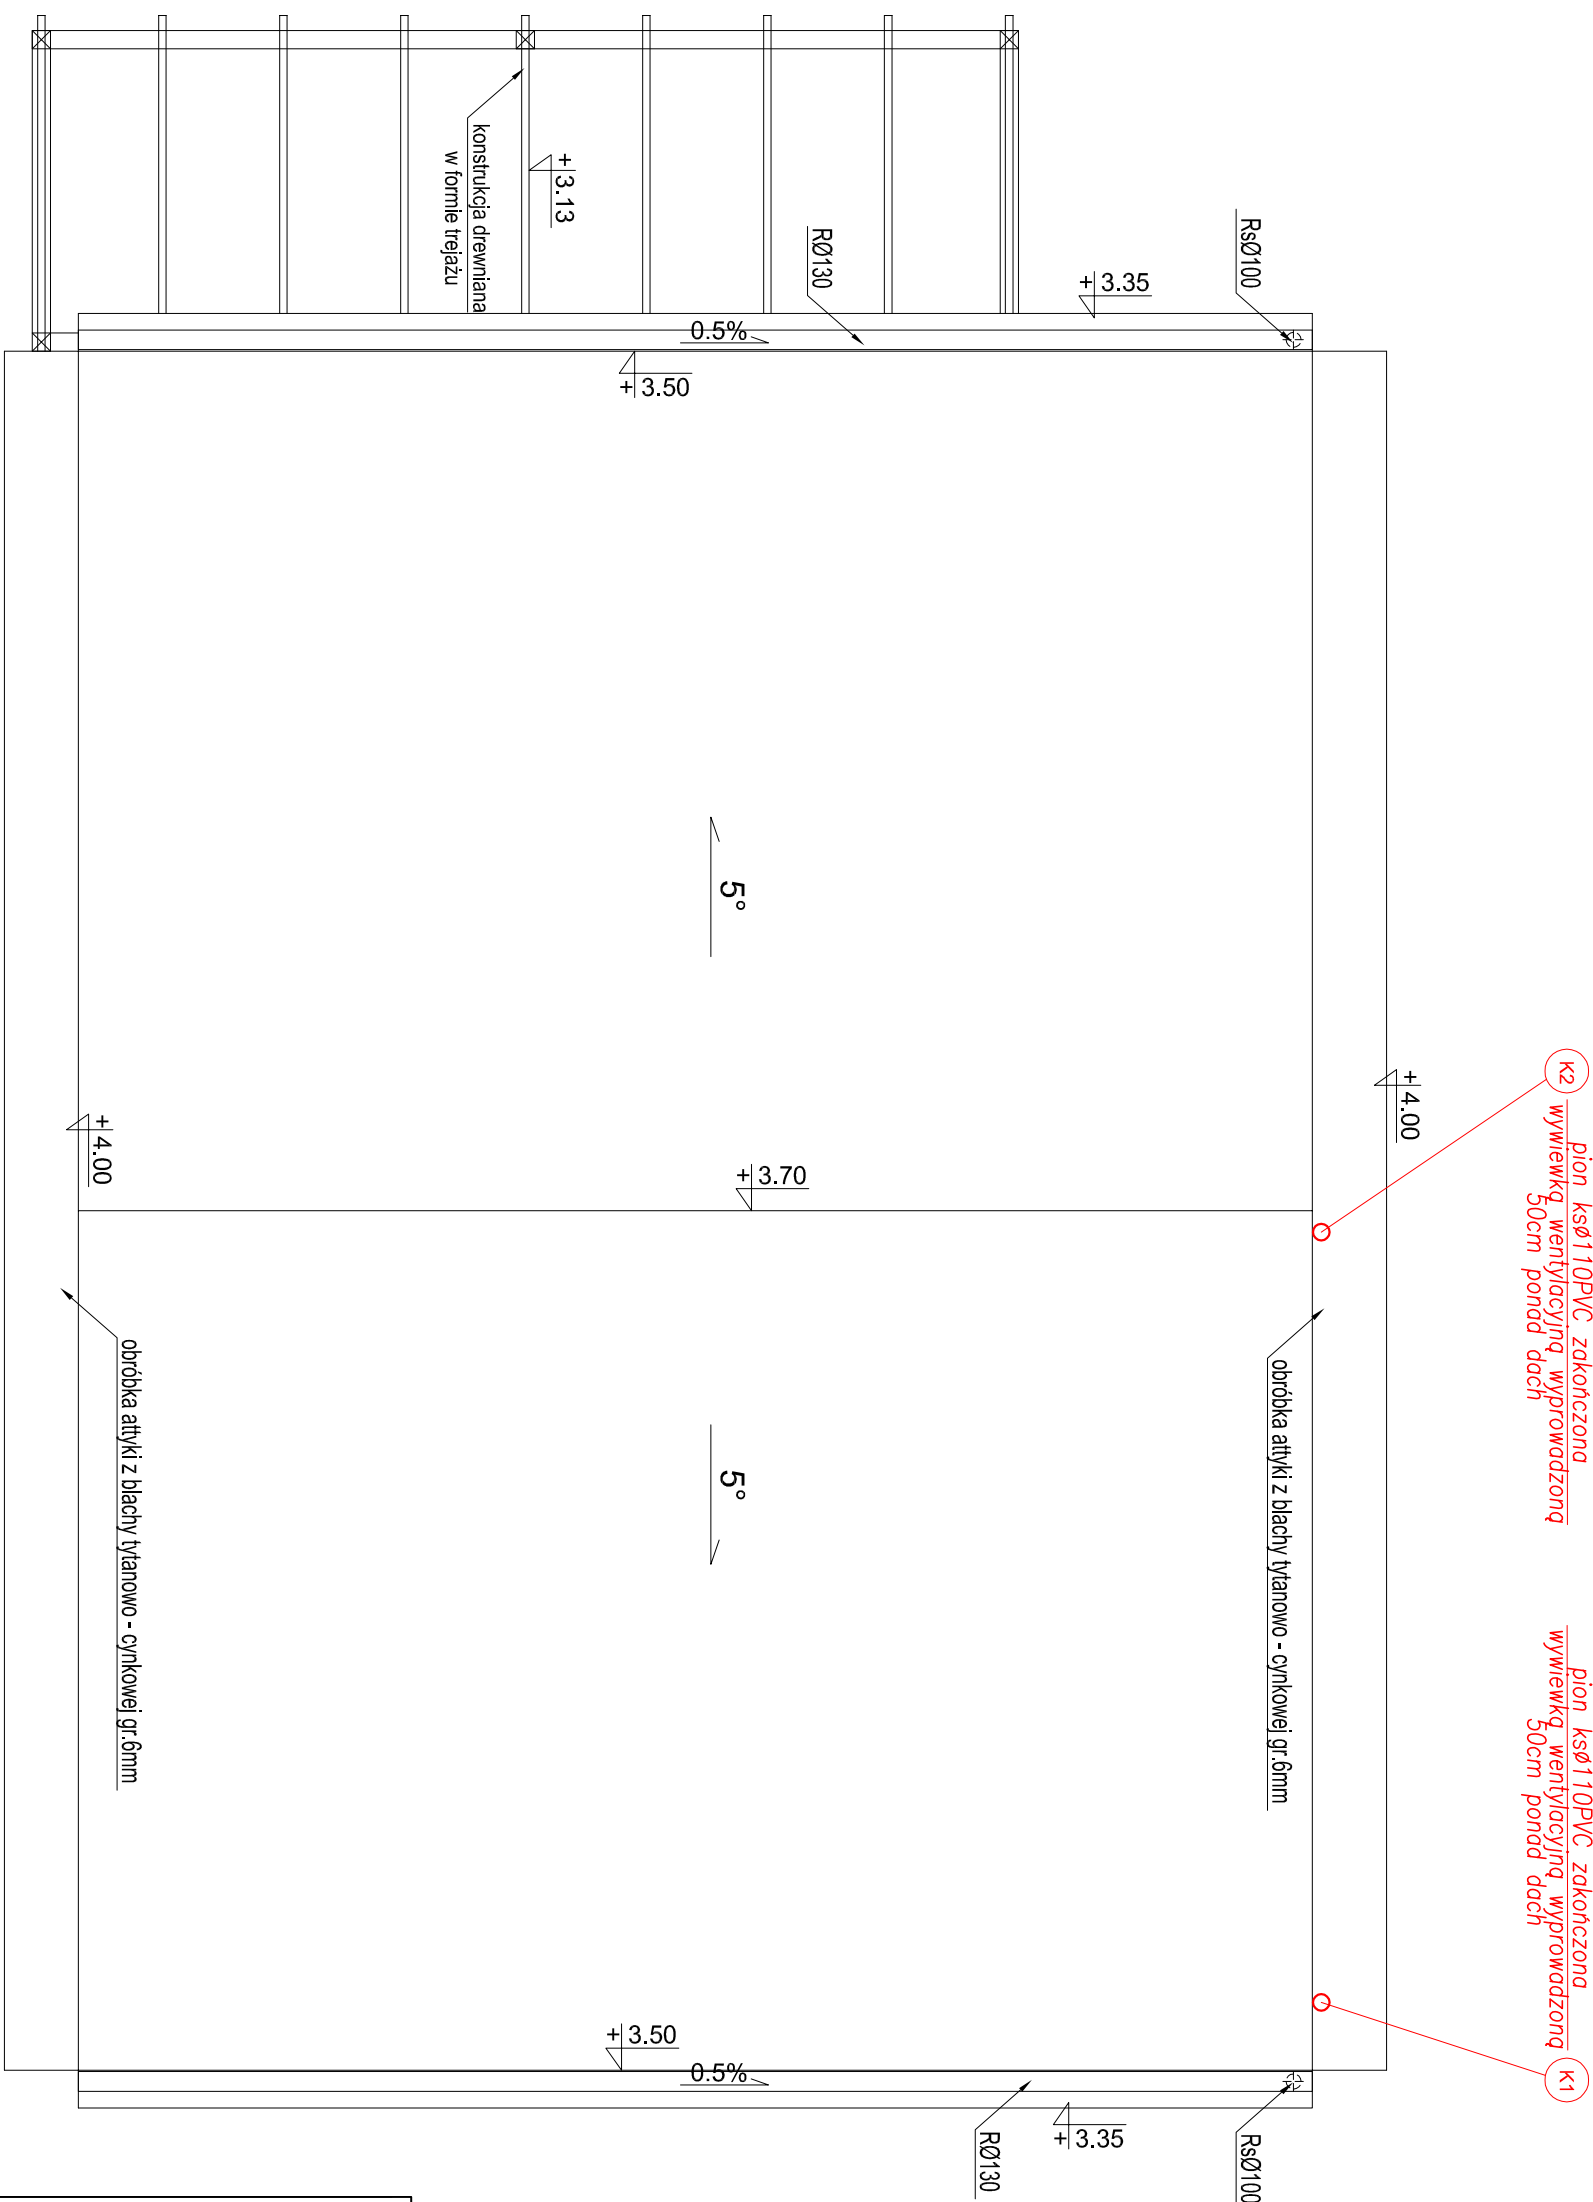 konstrukcja drewniana
w formie trejażu
+3.13
RØ130
RsØ100
+3.35
0.5%
+3.50
5°
K2
pion ksø110PVC zakończona
wywiewką wentylacyjną wyprowadzoną
50cm ponad dach
+4.00
+4.00
+3.70
obróbka attyki z blachy tytanowo - cynkowej gr.6mm
obróbka attyki z blachy tytanowo - cynkowej gr.6mm
5°
pion ksø110PVC zakończona
wywiewką wentylacyjną wyprowadzoną
50cm ponad dach
K1
+3.50
0.5%
+3.35
RØ130
RsØ100